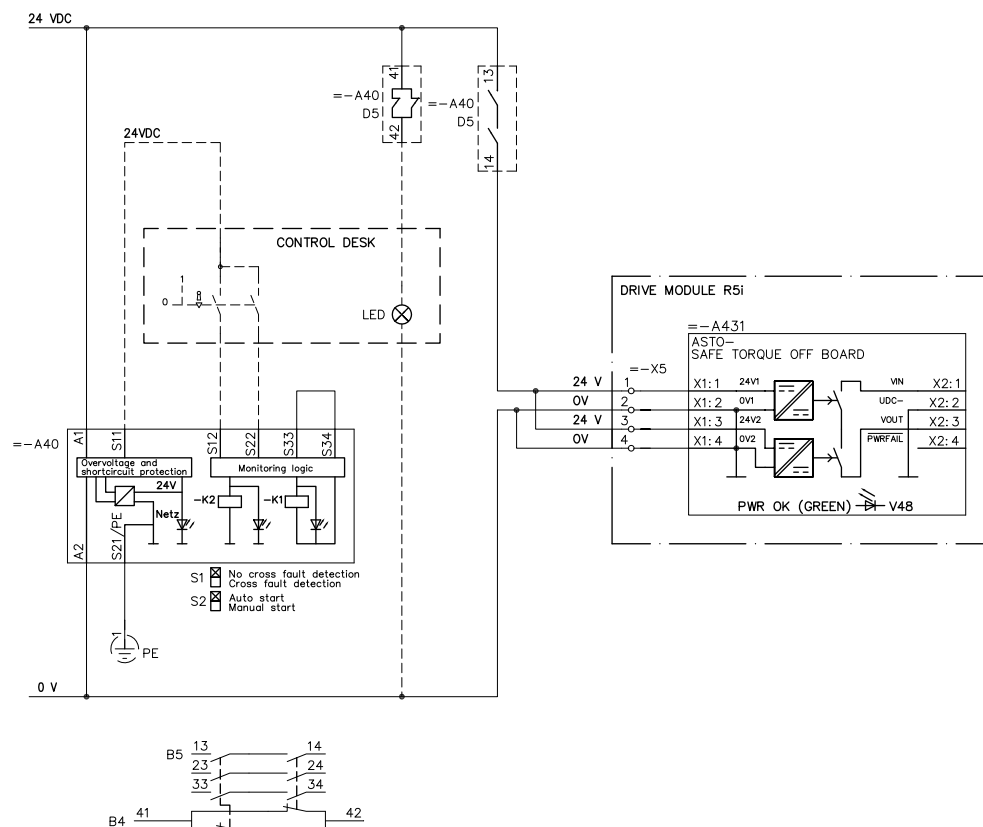 24 VDC
41
=-A40
D5
42
13
=-A40
D5
14
24VDC
CONTROL DESK
1
0
LED
DRIVE MODULE R5i
=-A431
ASTO-
SAFE TORQUE OFF BOARD
=-X5
24 V 1 X1:1 24V1 VIN X2:1
0V 2 X1:2 0V1 UDC- X2:2
24 V 3 X1:3 24V2 VOUT X2:3
0V 4 X1:4 0V2 PWRFAIL X2:4
PWR OK (GREEN) V48
=-A40
A1 S11 S12 S22 S33 S34
Overvoltage and
shortcircuit protection
Monitoring logic
24V
-K2 -K1
Netz
A2 S21/PE
S1 No cross fault detection
Cross fault detection
S2 Auto start
Manual start
1
PE
0 V
B5 13 14
23 24
33 34
B4 41 42